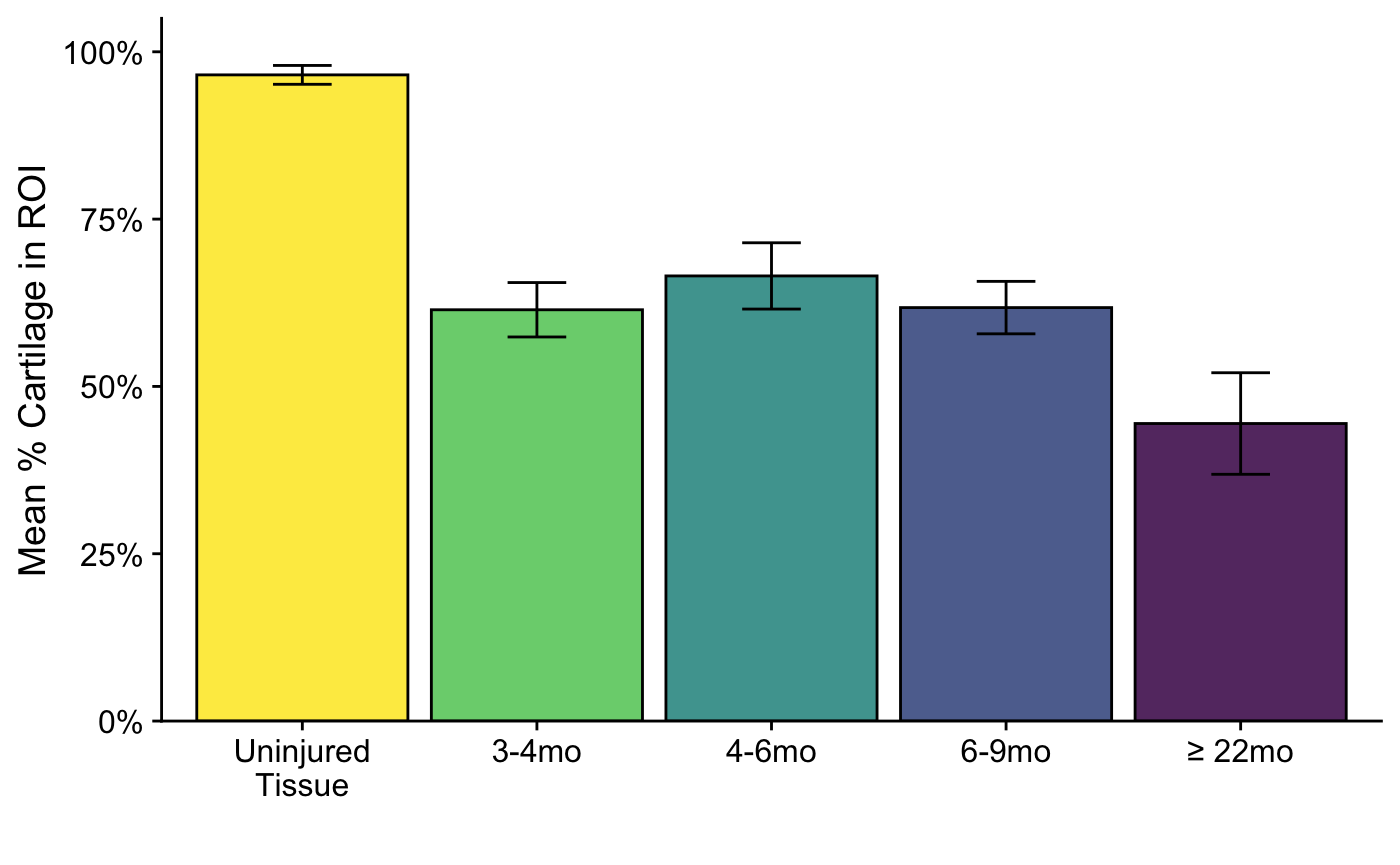 Mean % Cartilage in ROI
100%
75%
50%
25%
0%
Uninjured
Tissue
3-4mo
4-6mo
6-9mo
≥ 22mo